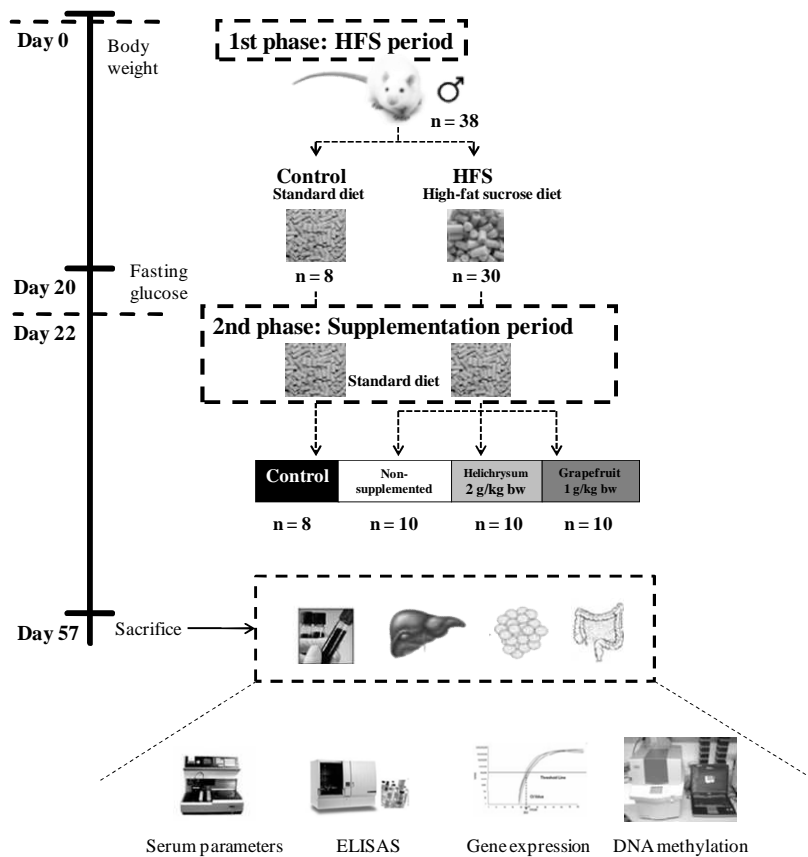 Day 0
Body
weight
1st phase: HFS period
n = 38
Control
Standard diet
HFS
High-fat sucrose diet
n = 8
n = 30
Day 20
Fasting
glucose
Day 22
2nd phase: Supplementation period
Standard diet
Control
Non-
supplemented
Helichrysum
2 g/kg bw
Grapefruit
1 g/kg bw
n = 8
n = 10
n = 10
n = 10
Day 57
Sacrifice
Threshold Line
Serum parameters
ELISAS
Gene expression
DNA methylation